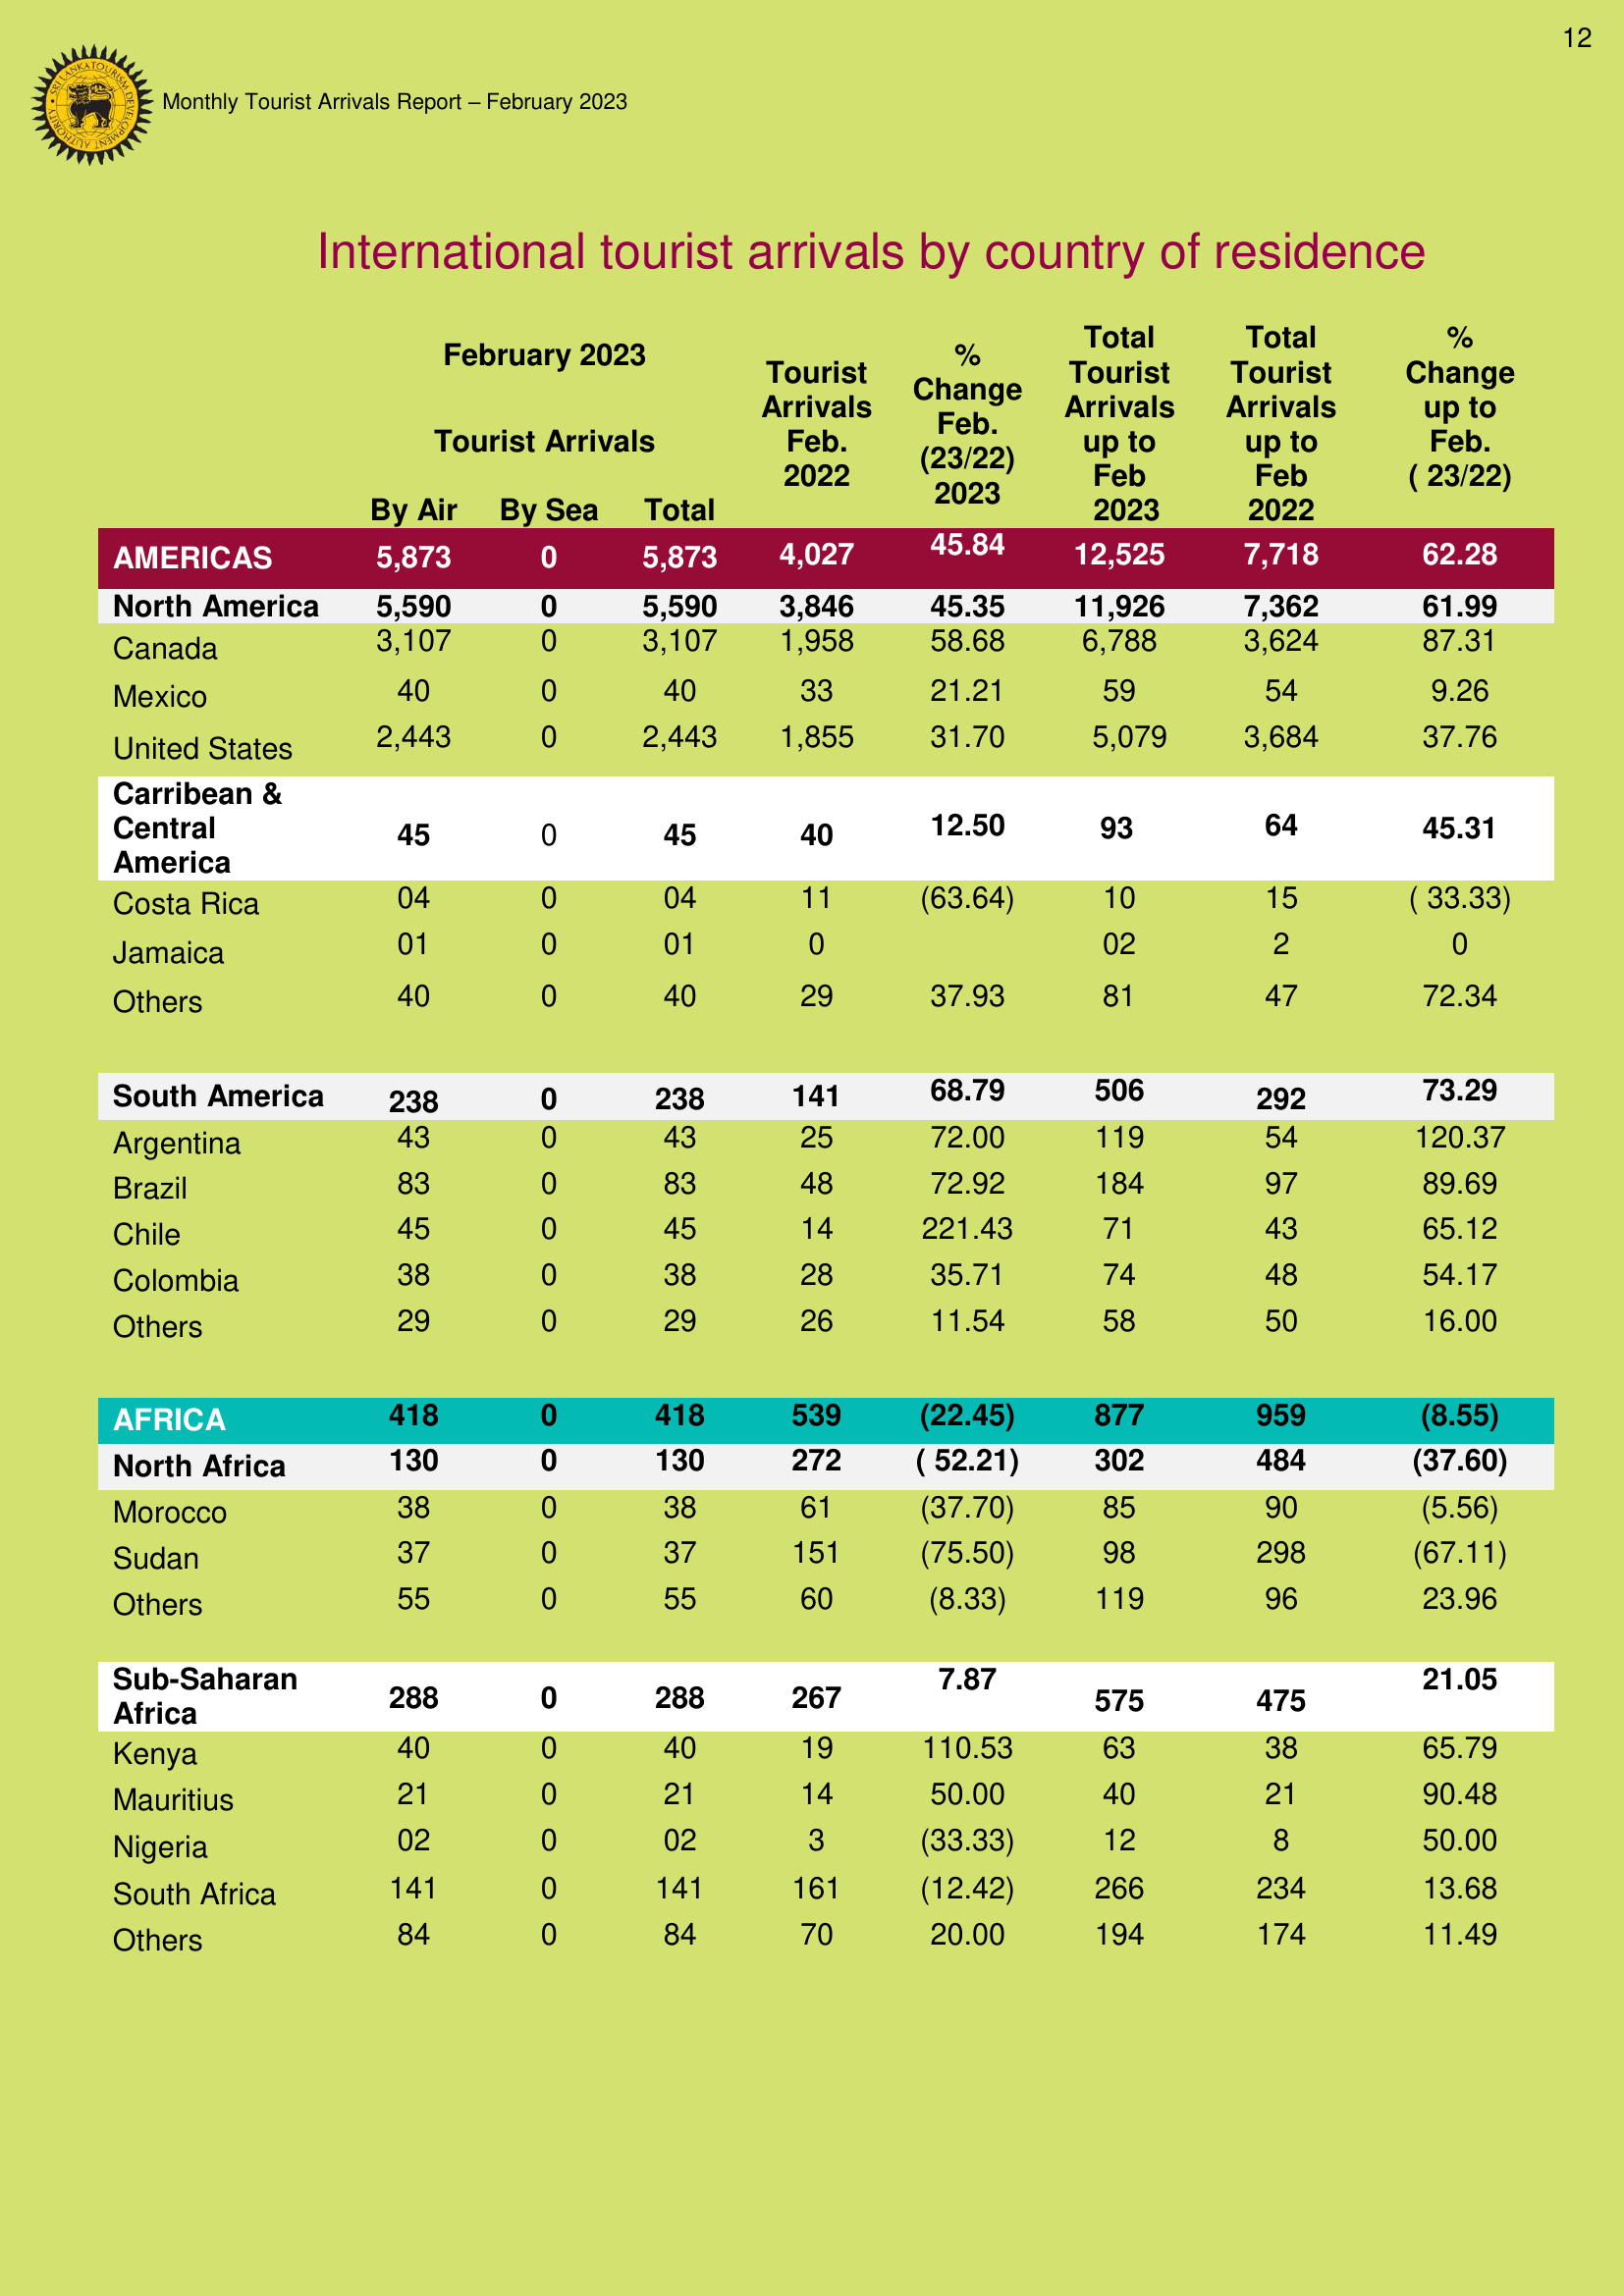 12
SRI LANKA TOURISM DEVELOPMENT AUTHORITY
Monthly Tourist Arrivals Report – February 2023
International tourist arrivals by country of residence
February 2023
Tourist Arrivals
By Air By Sea Total
Tourist
Arrivals
Feb.
2022
%
Change
Feb.
(23/22)
2023
Total
Tourist
Arrivals
up to
Feb
2023
Total
Tourist
Arrivals
up to
Feb
2022
%
Change
up to
Feb.
( 23/22)
AMERICAS 5,873 0 5,873 4,027 45.84 12,525 7,718 62.28
North America 5,590 0 5,590 3,846 45.35 11,926 7,362 61.99
Canada 3,107 0 3,107 1,958 58.68 6,788 3,624 87.31
Mexico 40 0 40 33 21.21 59 54 9.26
United States 2,443 0 2,443 1,855 31.70 5,079 3,684 37.76
Carribean &
Central
America 45 0 45 40 12.50 93 64 45.31
Costa Rica 04 0 04 11 (63.64) 10 15 ( 33.33)
Jamaica 01 0 01 0 02 2 0
Others 40 0 40 29 37.93 81 47 72.34
South America 238 0 238 141 68.79 506 292 73.29
Argentina 43 0 43 25 72.00 119 54 120.37
Brazil 83 0 83 48 72.92 184 97 89.69
Chile 45 0 45 14 221.43 71 43 65.12
Colombia 38 0 38 28 35.71 74 48 54.17
Others 29 0 29 26 11.54 58 50 16.00
AFRICA 418 0 418 539 (22.45) 877 959 (8.55)
North Africa 130 0 130 272 ( 52.21) 302 484 (37.60)
Morocco 38 0 38 61 (37.70) 85 90 (5.56)
Sudan 37 0 37 151 (75.50) 98 298 (67.11)
Others 55 0 55 60 (8.33) 119 96 23.96
Sub-Saharan
Africa 288 0 288 267 7.87 575 475 21.05
Kenya 40 0 40 19 110.53 63 38 65.79
Mauritius 21 0 21 14 50.00 40 21 90.48
Nigeria 02 0 02 3 (33.33) 12 8 50.00
South Africa 141 0 141 161 (12.42) 266 234 13.68
Others 84 0 84 70 20.00 194 174 11.49